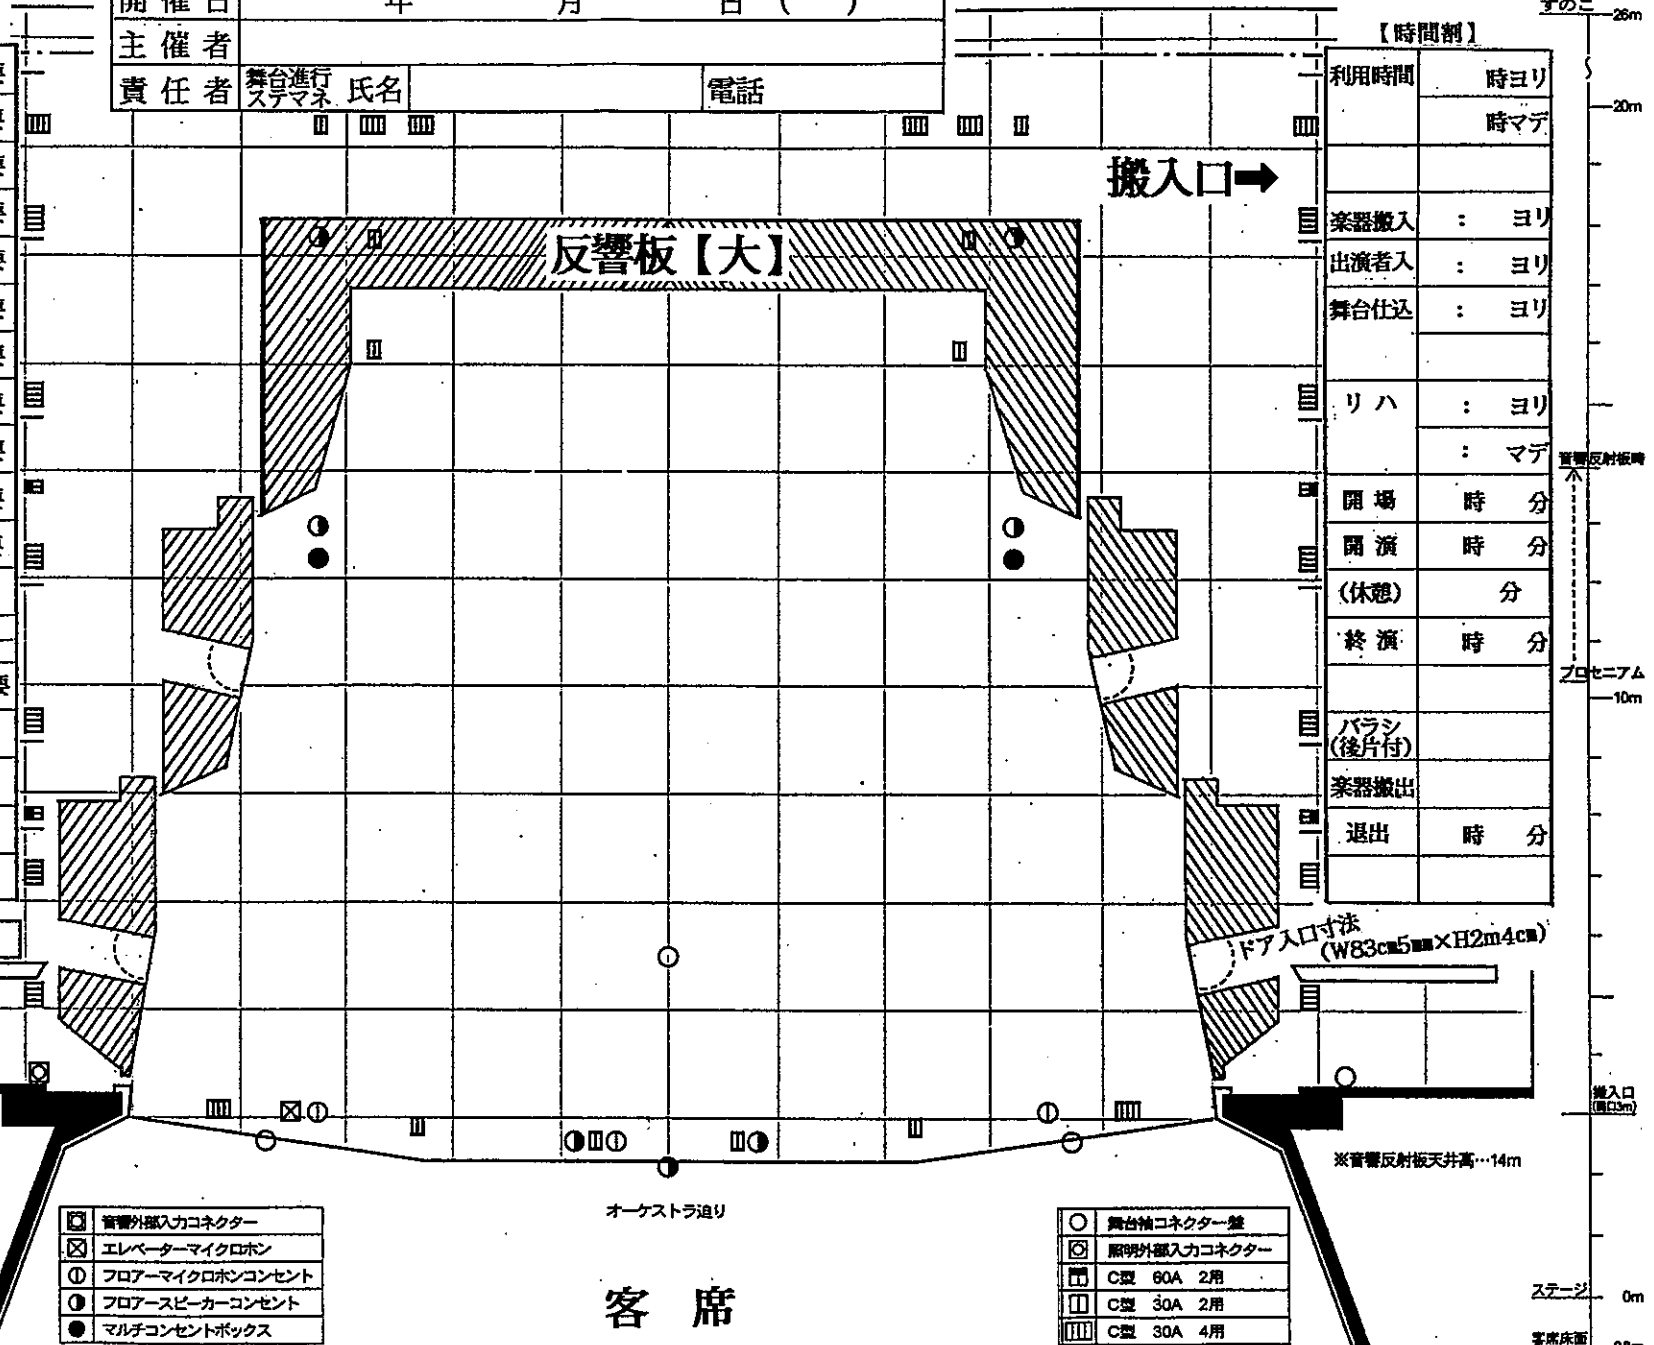 開催日 年 月 日 ( )
主催者
責任者 舞台進行 ステマネ 氏名 電話
すのこ
26m
【時間割】
利用時間 時ヨリ
20m
時マデ
搬入口➡
楽器搬入 : ヨリ
出演者入 : ヨリ
反響板【大】
舞台仕込 : ヨリ
リハ : ヨリ
: マデ
音響反射板時
開場 時 分
開演 時 分
(休憩) 分
終演 時 分
プロセニアム
10m
バラシ
(後片付)
楽器搬出
退出 時 分
ドア入口寸法
(W83cm5mm×H2m4cm)
搬入口
(間口3m)
※音響反射板天井高…14m
オーケストラ迫り
音響外部入力コネクター
エレベーターマイクロホン
フロアーマイクロホンコンセント
フロアースピーカーコンセント
マルチコンセントボックス
客席
舞台袖コネクター盤
照明外部入力コネクター
C型 60A 2用
C型 30A 2用
C型 30A 4用
ステージ 0m
客席床面